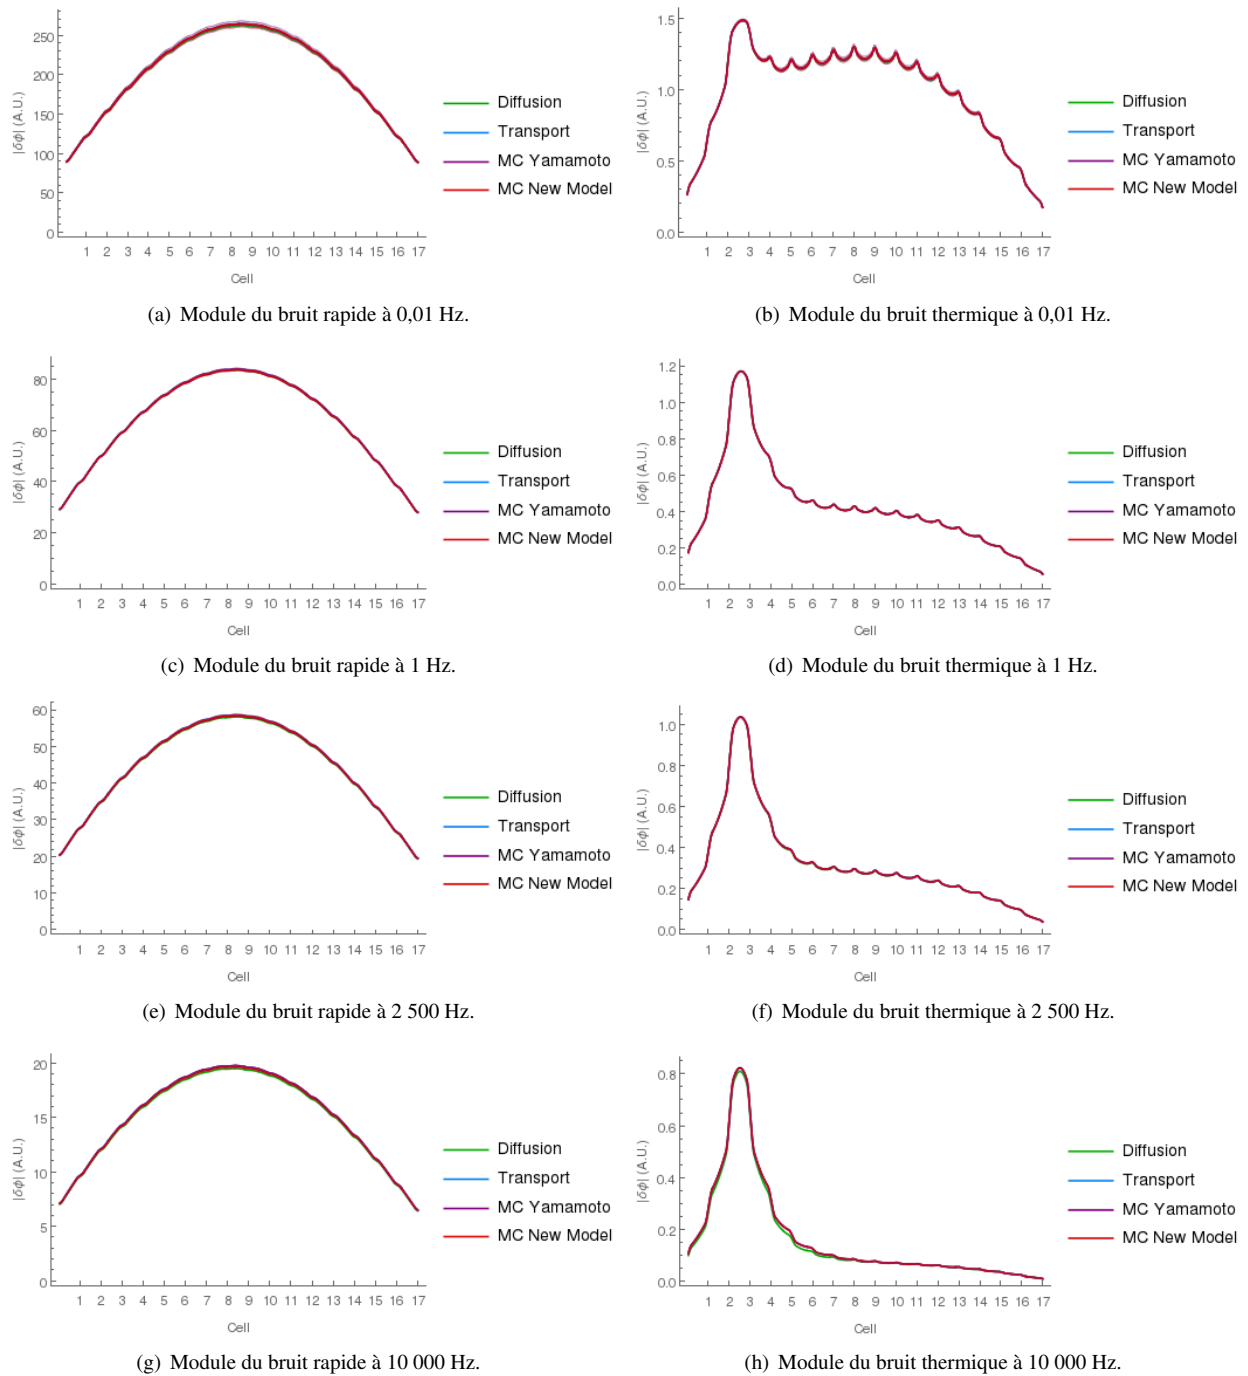 |δϕ| (A.U.)
250
200
150
100
50
0
1 2 3 4 5 6 7 8 9 10 11 12 13 14 15 16 17
Cell
Diffusion
Transport
MC Yamamoto
MC New Model
(a) Module du bruit rapide à 0,01 Hz.
|δϕ| (A.U.)
1.5
1.0
0.5
0.0
1 2 3 4 5 6 7 8 9 10 11 12 13 14 15 16 17
Cell
Diffusion
Transport
MC Yamamoto
MC New Model
(b) Module du bruit thermique à 0,01 Hz.
|δϕ| (A.U.)
80
60
40
20
0
1 2 3 4 5 6 7 8 9 10 11 12 13 14 15 16 17
Cell
Diffusion
Transport
MC Yamamoto
MC New Model
(c) Module du bruit rapide à 1 Hz.
|δϕ| (A.U.)
1.2
1.0
0.8
0.6
0.4
0.2
0.0
1 2 3 4 5 6 7 8 9 10 11 12 13 14 15 16 17
Cell
Diffusion
Transport
MC Yamamoto
MC New Model
(d) Module du bruit thermique à 1 Hz.
|δϕ| (A.U.)
60
50
40
30
20
10
0
1 2 3 4 5 6 7 8 9 10 11 12 13 14 15 16 17
Cell
Diffusion
Transport
MC Yamamoto
MC New Model
(e) Module du bruit rapide à 2 500 Hz.
|δϕ| (A.U.)
1.0
0.8
0.6
0.4
0.2
0.0
1 2 3 4 5 6 7 8 9 10 11 12 13 14 15 16 17
Cell
Diffusion
Transport
MC Yamamoto
MC New Model
(f) Module du bruit thermique à 2 500 Hz.
|δϕ| (A.U.)
20
15
10
5
0
1 2 3 4 5 6 7 8 9 10 11 12 13 14 15 16 17
Cell
Diffusion
Transport
MC Yamamoto
MC New Model
(g) Module du bruit rapide à 10 000 Hz.
|δϕ| (A.U.)
0.8
0.6
0.4
0.2
0.0
1 2 3 4 5 6 7 8 9 10 11 12 13 14 15 16 17
Cell
Diffusion
Transport
MC Yamamoto
MC New Model
(h) Module du bruit thermique à 10 000 Hz.